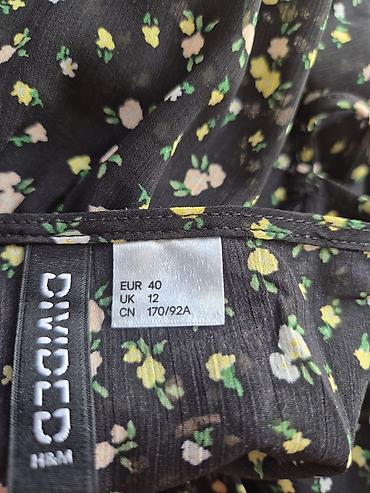 DIVIDED
H&M
EUR 40
UK 12
CN 170/92A